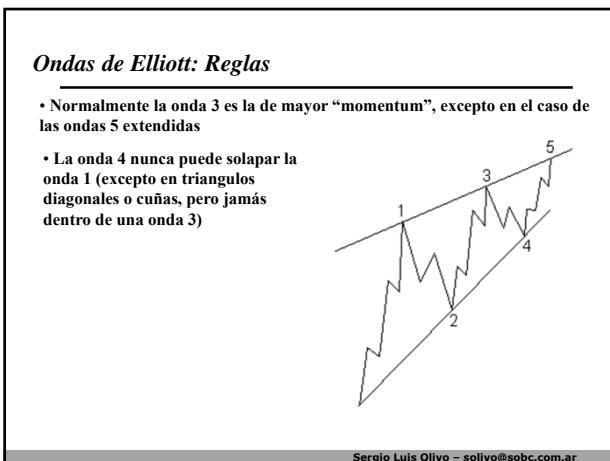 Ondas de Elliott: Reglas
• Normalmente la onda 3 es la de mayor “momentum”, excepto en el caso de
las ondas 5 extendidas
• La onda 4 nunca puede solapar la
onda 1 (excepto en triangulos
diagonales o cuñas, pero jamás
dentro de una onda 3)
5
3
1
4
2
Sergio Luis Olivo – solivo@sobc.com.ar